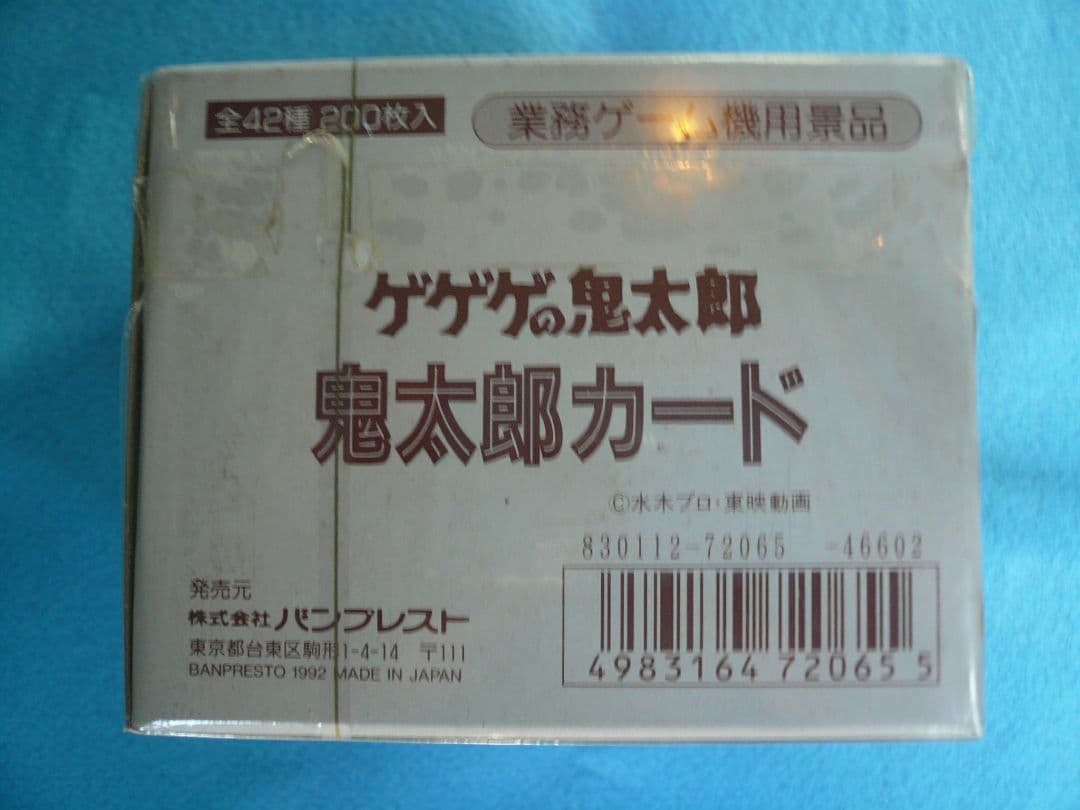 全42種 200枚入
業務ゲーム機用景品
ゲゲゲの鬼太郎
鬼太郎カード
©水木プロ・東映動画
830112-72065 -46602
4983164720655
発売元
株式会社 バンプレスト
東京都台東区駒形1-4-14 〒111
BANPRESTO 1992 MADE IN JAPAN